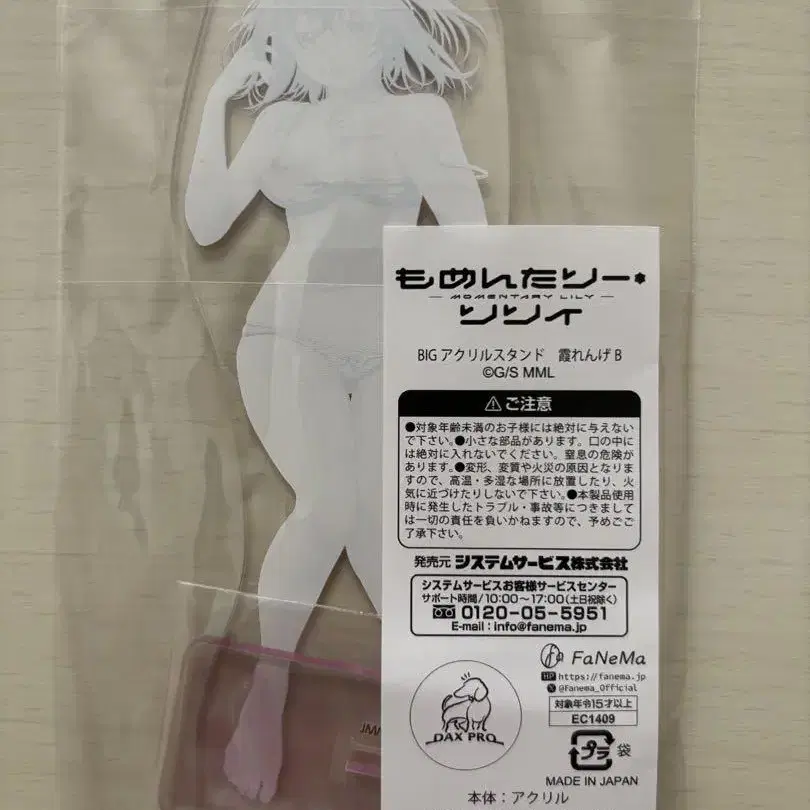 もめんたりー・
MOMENTARY LILY
リリィ
BIG アクリルスタンド 霞れんげ B
©G/S MML
⚠ご注意
●対象年齢未満のお子様には絶対に与えない
で下さい。●小さな部品があります。口の中に
は絶対に入れないでください。窒息の危険が
あります。●変形、変質や火災の原因となりま
すので、高温・多湿な場所に放置したり、火
気に近づけたりしないで下さい。●本製品使用
時に発生したトラブル・事故等につきまして
は一切の責任を負いかねますので、予めごご
了承下さい。
発売元 システムサービス株式会社
システムサービスお客様サービスセンター
サポート時間/10:00~17:00(土日祝除く)
0120-05-5951
E-mail：info@fanema.jp
FaNeMa
HP https://fanema.jp
X @Fanema_Official
対象年令15才以上
EC1409
DAX PRO.
プラ 袋
MADE IN JAPAN
本体：アクリル